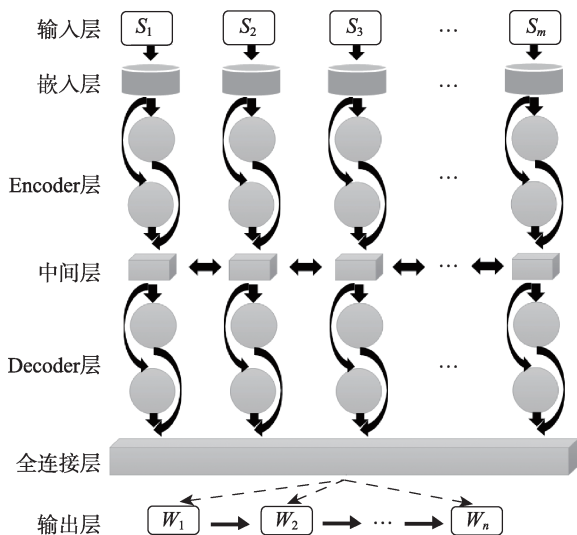 输入层 S1 S2 S3 … Sm
嵌入层 …
Encoder层 …
中间层 …
Decoder层 …
全连接层
输出层 W1 W2 … Wn